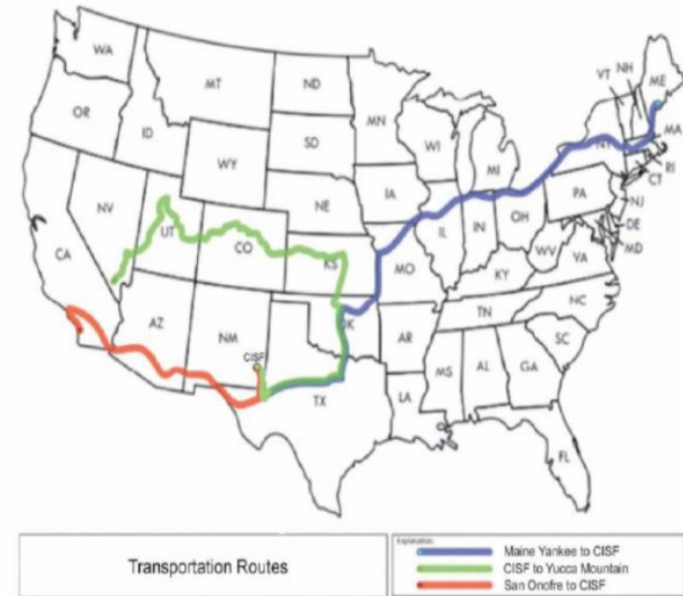 WA
MT
ND
MN
VT
NH
ME
OR
ID
SD
WI
MI
NY
MA
WY
IA
RI
CT
NE
PA
NJ
NV
OH
DE
UT
CO
IL
IN
MD
CA
KS
MO
WV
VA
KY
NC
OK
TN
AZ
NM
AR
SC
CISF
MS
AL
GA
TX
LA
FL
Transportation Routes
Explanation
Maine Yankee to CISF
CISF to Yucca Mountain
San Onofre to CISF